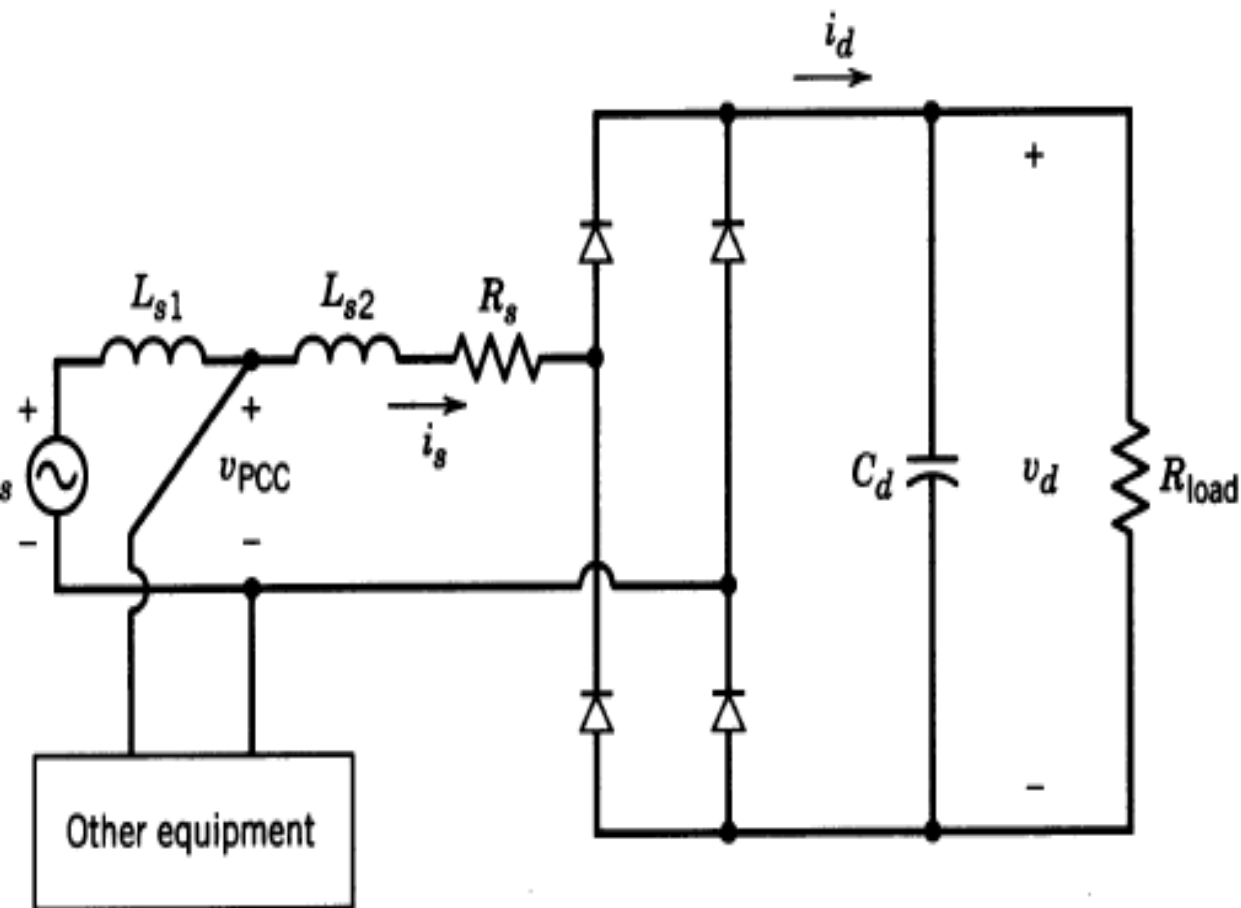 i_d
+
L_s1
L_s2
R_s
+
+
i_s
v_PCC
s
C_d
v_d
R_load
−
−
−
Other equipment